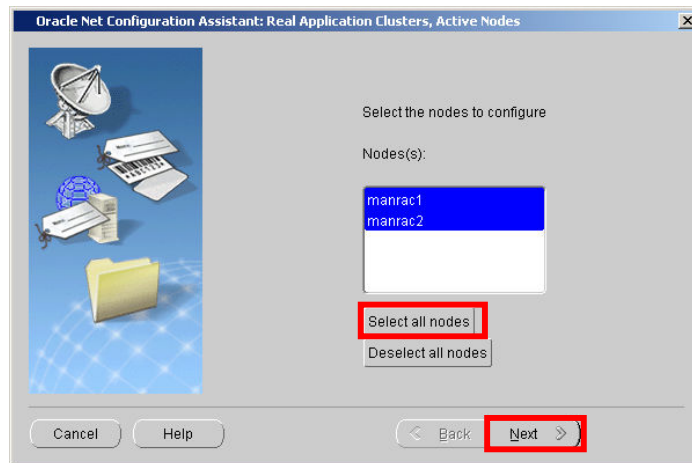 Oracle Net Configuration Assistant: Real Application Clusters, Active Nodes
Select the nodes to configure
Nodes(s):
manrac1
manrac2
Select all nodes
Deselect all nodes
Cancel
Help
Back
Next